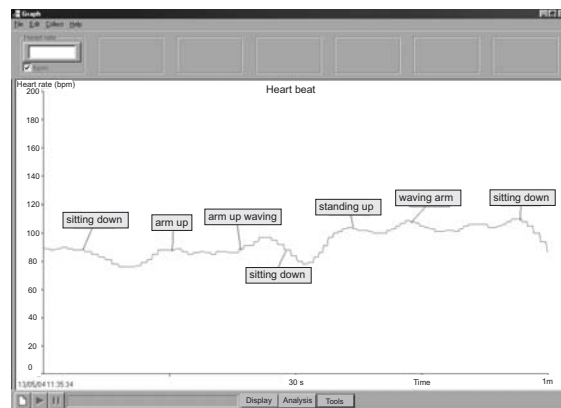 Graph
File Edit Collect Help
Heart rate
bpm
Heart rate (bpm)
Heart beat
200
180
160
140
120
100
80
60
40
20
0
sitting down
arm up
arm up waving
sitting down
standing up
waving arm
sitting down
13/05/04 11:35:34
30 s
Time
1m
Display
Analysis
Tools